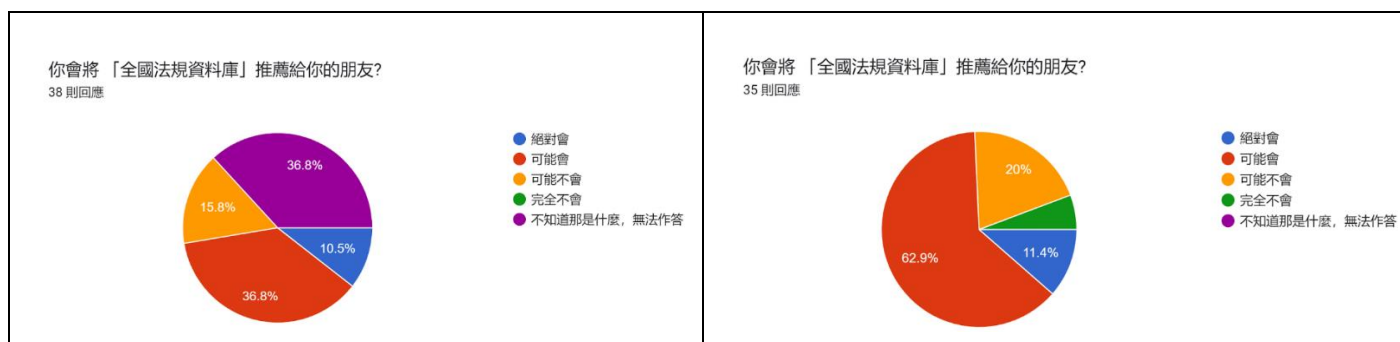 你會將 「全國法規資料庫」推薦給你的朋友?
38 則回應
36.8%
15.8%
10.5%
36.8%
絕對會
可能會
可能不會
完全不會
不知道那是什麼，無法作答
你會將 「全國法規資料庫」推薦給你的朋友?
35 則回應
20%
62.9%
11.4%
絕對會
可能會
可能不會
完全不會
不知道那是什麼，無法作答